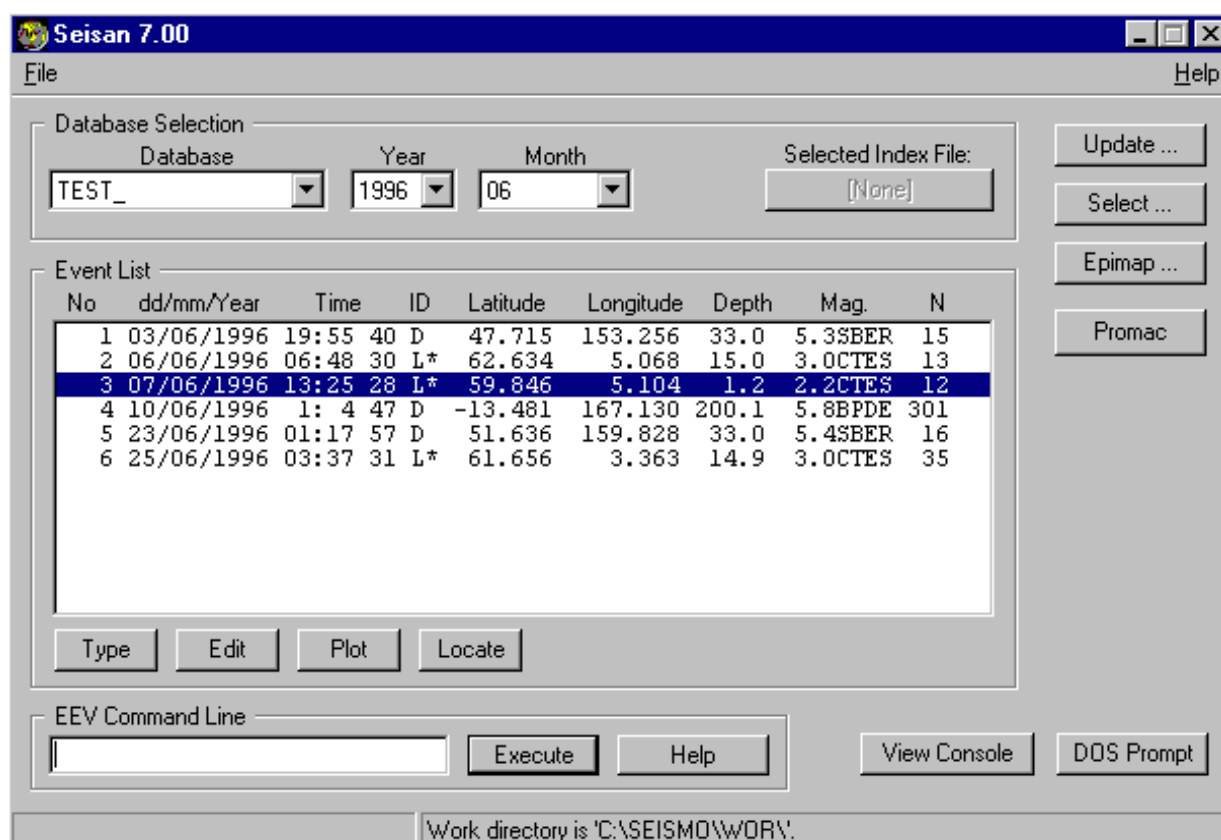 Seisan 7.00
File Help
Database Selection
Database Year Month Selected Index File:
TEST_ 1996 06 [None]
Update ...
Select ...
Epimap ...
Promac
Event List
No dd/mm/Year Time ID Latitude Longitude Depth Mag. N
1 03/06/1996 19:55 40 D 47.715 153.256 33.0 5.3SBER 15
2 06/06/1996 06:48 30 L* 62.634 5.068 15.0 3.0CTES 13
3 07/06/1996 13:25 28 L* 59.846 5.104 1.2 2.2CTES 12
4 10/06/1996 1: 4 47 D -13.481 167.130 200.1 5.8BPDE 301
5 23/06/1996 01:17 57 D 51.636 159.828 33.0 5.4SBER 16
6 25/06/1996 03:37 31 L* 61.656 3.363 14.9 3.0CTES 35
Type Edit Plot Locate
EEV Command Line
Execute Help View Console DOS Prompt
Work directory is 'C:\SEISMO\WOR\'.